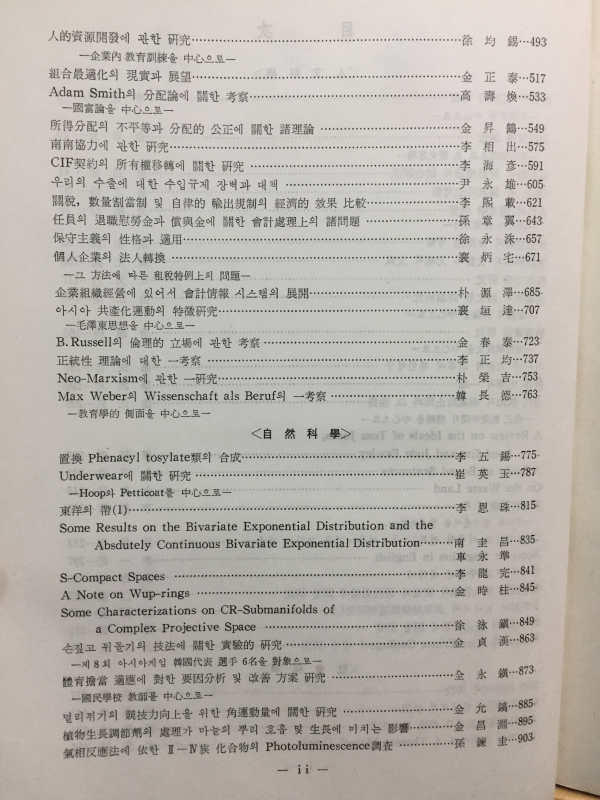 人的資源開發에 관한 硏究……徐 均 錫…493
—企業內 敎育訓練을 中心으로—
組合最適化의 現實과 展望……金 正 泰…517
Adam Smith의 分配論에 關한 考察……高 壽 煥…533
—國富論을 中心으로—
所得分配의 不平等과 分配的 公正에 關한 諸理論……金 昇 鶴…549
南南協力에 관한 硏究……李 相 出…575
CIF契約의 所有權移轉에 關한 硏究……李 海 彦…591
우리의 수출에 대한 수입규제 장벽과 대책……尹 永 雄…605
關稅, 數量割當制 및 自律的 輸出規制의 經濟的 效果 比較……李 熙 載…621
任員의 退職慰勞金과 償與金에 關한 會計處理上의 諸問題……孫 章 翼…643
保守主義의 性格과 適用……徐 永 洙…657
個人企業의 法人轉換……裵 炳 宅…671
—그 方法에 따른 租稅特例上의 問題—
企業組織經營에 있어서 會計情報 시스템의 展開……朴 源 澤…685
아시아 共產化運動의 特徵硏究……裵 垣 達…707
—毛澤東思想을 中心으로—
B. Russell의 倫理的 立場에 관한 考察……金 春 泰…723
正統性 理論에 대한 一考察……李 正 均…737
Neo-Marxism에 관한 一硏究……朴 榮 吉…753
Max Weber의 Wissenschaft als Beruf의 一考察……韓 長 德…763
—敎育學的 側面을 中心으로—
<自 然 科 學>
置換 Phenacyl tosylate類의 合成……李 五 錫…775
Underwear에 關한 硏究……崔 英 玉…787
—Hoop와 Petticoat를 中心으로—
東洋의 帶(1)……李 恩 珠…815
Some Results on the Bivariate Exponential Distribution and the
Absdutely Continuous Bivariate Exponential Distribution……南 圭 昌…835
車 永 準
S-Compact Spaces……李 龍 完…841
A Note on Wup-rings……金 時 柱…845
Some Characterizations on CR-Submanifolds of
a Complex Projective Space……徐 泳 鎭…849
손짚고 뒤돌기의 技法에 關한 實驗的 硏究……金 貞 漢…863
—제 8 회 아시아게임 韓國代表 選手 6名을 對象으로—
體育擔當 適應에 對한 要因分析 및 改善 方案 硏究……全 永 鎭…873
—國民學校 敎師를 中心으로—
멀리뛰기의 競技力向上을 위한 角運動量에 關한 硏究……金 允 鎬…885
植物生長調節劑의 處理가 마늘의 뿌리 호흡 및 生長에 미치는 影響……金 昌 淵…895
氣相反應法에 依한 Ⅱ—Ⅳ族 化合物의 Photoluminescence調査……孫 鍊 圭…903
— ii —